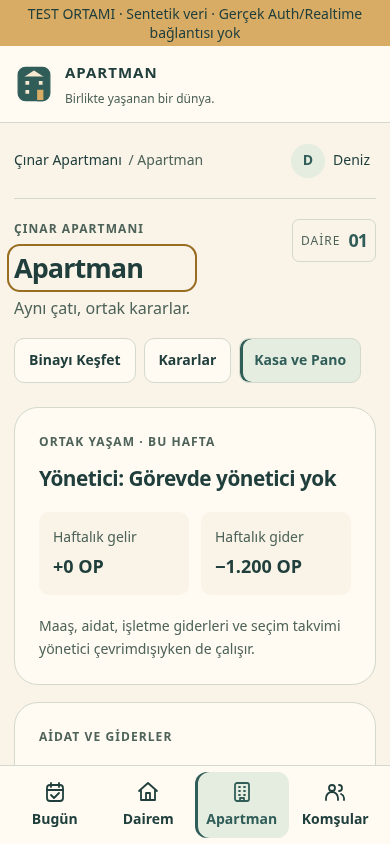 TEST ORTAMI · Sentetik veri · Gerçek Auth/Realtime
bağlantısı yok
APARTMAN
Birlikte yaşanan bir dünya.
Çınar Apartmanı / Apartman
D Deniz
ÇINAR APARTMANI
DAİRE 01
Apartman
Aynı çatı, ortak kararlar.
Binayı Keşfet Kararlar Kasa ve Pano
ORTAK YAŞAM · BU HAFTA
Yönetici: Görevde yönetici yok
Haftalık gelir Haftalık gider
+0 OP −1.200 OP
Maaş, aidat, işletme giderleri ve seçim takvimi
yönetici çevrimdışıyken de çalışır.
AİDAT VE GİDERLER
Bugün Dairem Apartman Komşular